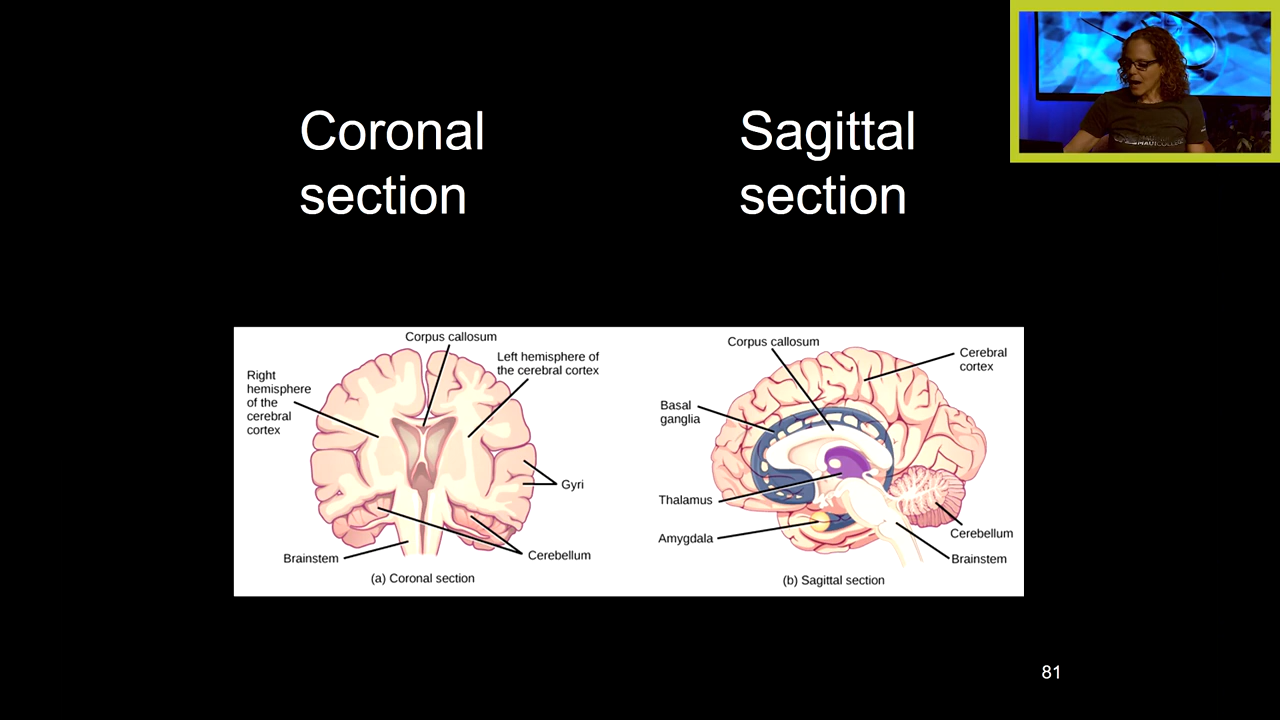 Coronal
section
Sagittal
section
Corpus callosum
Left hemisphere of
the cerebral cortex
Right
hemisphere
of the
cerebral
cortex
Gyri
Cerebellum
Brainstem
(a) Coronal section
Corpus callosum
Cerebral
cortex
Basal
ganglia
Thalamus
Amygdala
Cerebellum
Brainstem
(b) Sagittal section
81